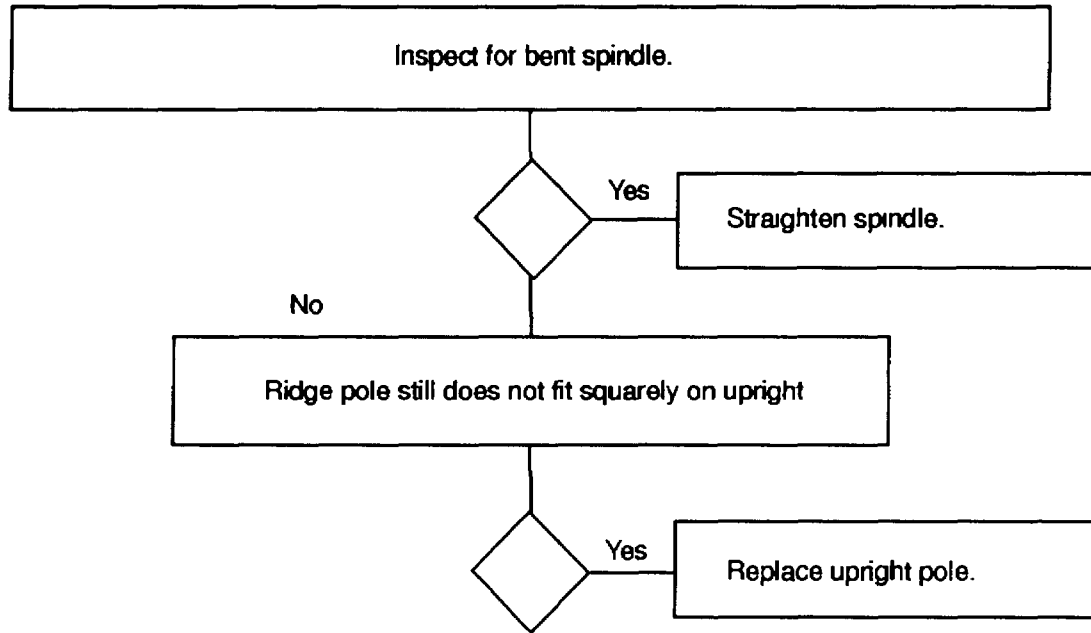 Inspect for bent spindle.
Yes
Straighten spindle.
No
Ridge pole still does not fit squarely on upright
Yes
Replace upright pole.